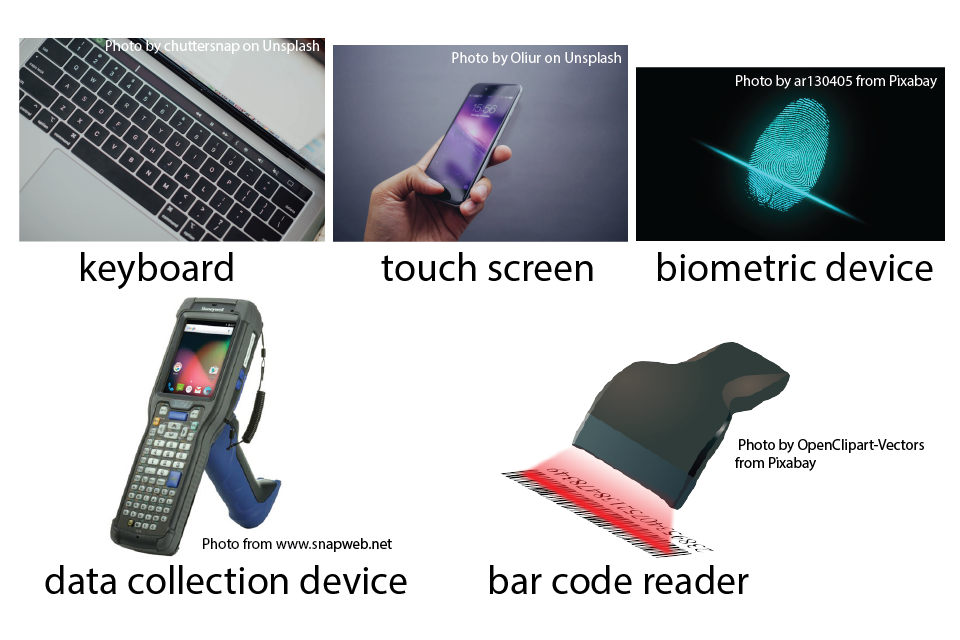 Photo by chuttersnap on Unsplash
Photo by Oliur on Unsplash
Photo by ar130405 from Pixabay
15:56
keyboard
touch screen
biometric device
Honeywell
Photo by OpenClipart-Vectors
from Pixabay
Photo from www.snapweb.net
data collection device
bar code reader